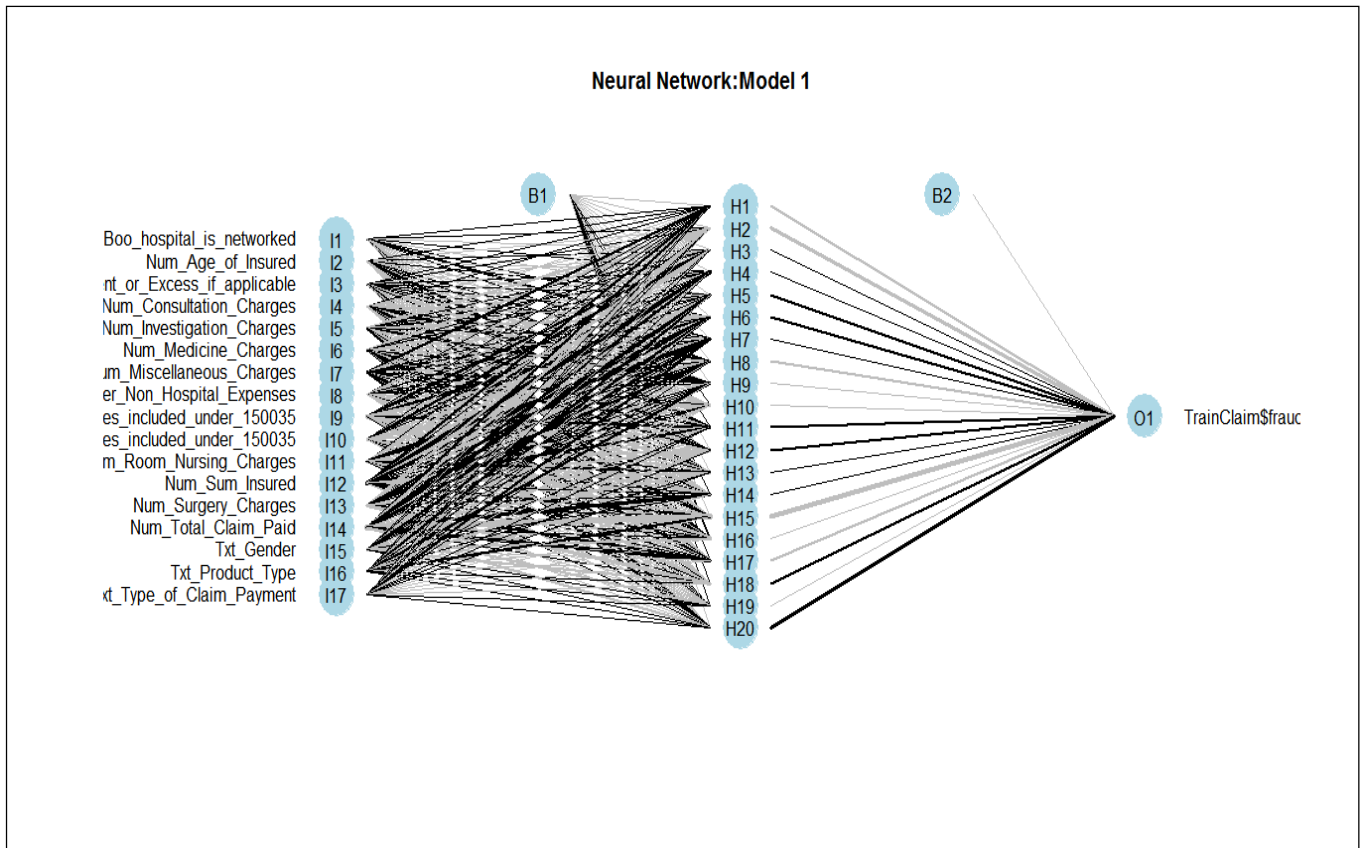 Neural Network:Model 1
B1
B2
Boo_hospital_is_networked I1
Num_Age_of_Insured I2
nt_or_Excess_if_applicable I3
Num_Consultation_Charges I4
Num_Investigation_Charges I5
Num_Medicine_Charges I6
um_Miscellaneous_Charges I7
er_Non_Hospital_Expenses I8
es_included_under_150035 I9
es_included_under_150035 I10
m_Room_Nursing_Charges I11
Num_Sum_Insured I12
Num_Surgery_Charges I13
Num_Total_Claim_Paid I14
Txt_Gender I15
Txt_Product_Type I16
xt_Type_of_Claim_Payment I17
H1
H2
H3
H4
H5
H6
H7
H8
H9
H10
H11
H12
H13
H14
H15
H16
H17
H18
H19
H20
O1 TrainClaim$frauc